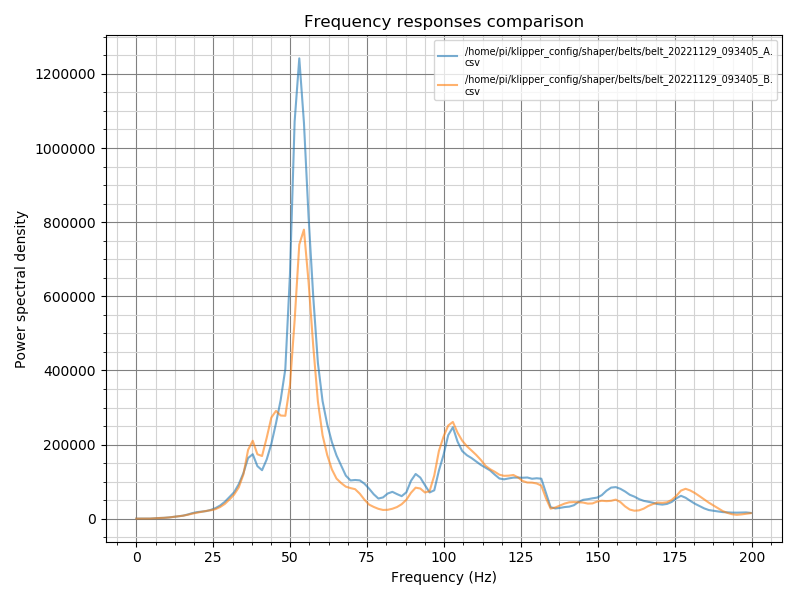 Frequency responses comparison
/home/pi/klipper_config/shaper/belts/belt_20221129_093405_A.
csv
/home/pi/klipper_config/shaper/belts/belt_20221129_093405_B.
csv
1200000
1000000
800000
600000
400000
200000
0
Power spectral density
0 25 50 75 100 125 150 175 200
Frequency (Hz)